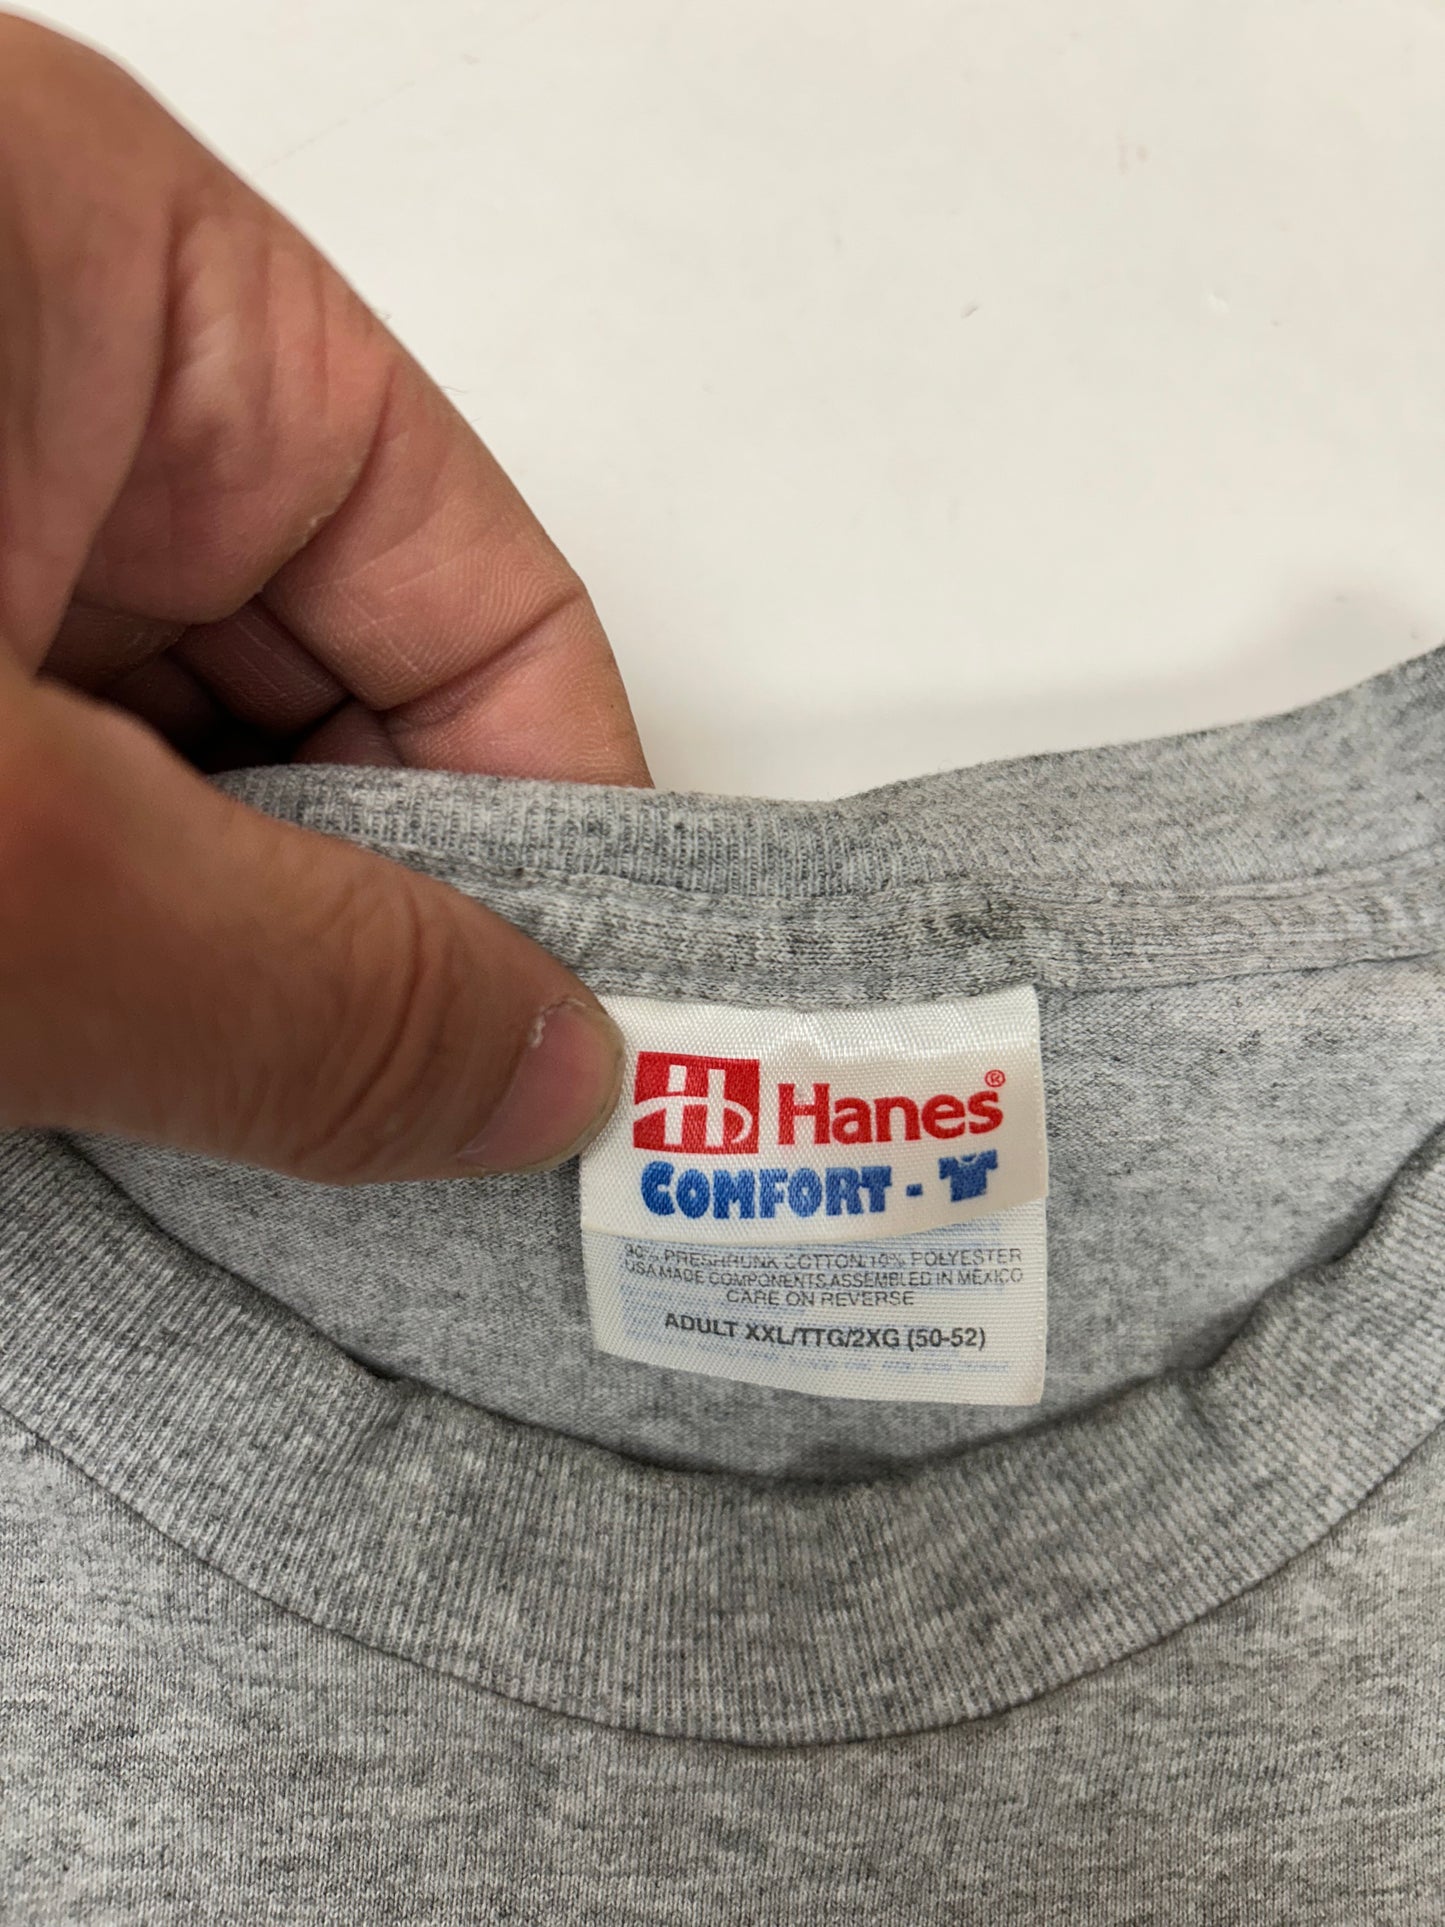 H Hanes®
COMFORT -
90% PRESHRUNK COTTON 10% POLYESTER
USA MADE COMPONENTS ASSEMBLED IN MEXICO
CARE ON REVERSE
ADULT XXL/TTG/2XG (50-52)